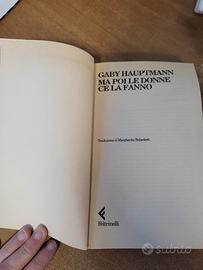 GABY HAUPTMANN
MA POI LE DONNE
CE LA FANNO
Traduzione di Margherita Belardetti
Feltrinelli
subito